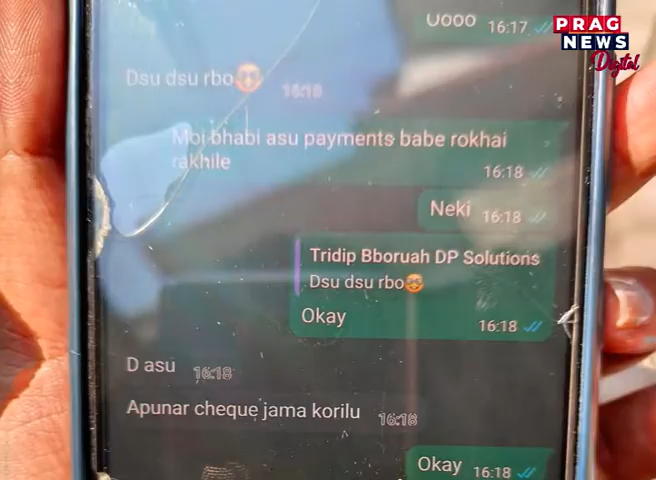 Uooo 16:17
PRAG
NEWS
Digital
Dsu dsu rbo😎 16:18
Moi bhabi asu payments babe rokhai
rakhile
16:18
Neki 16:18
Tridip Bboruah DP Solutions
Dsu dsu rbo😎
Okay
16:18
D asu 16:18
Apunar cheque jama korilu 16:18
Okay 16:18